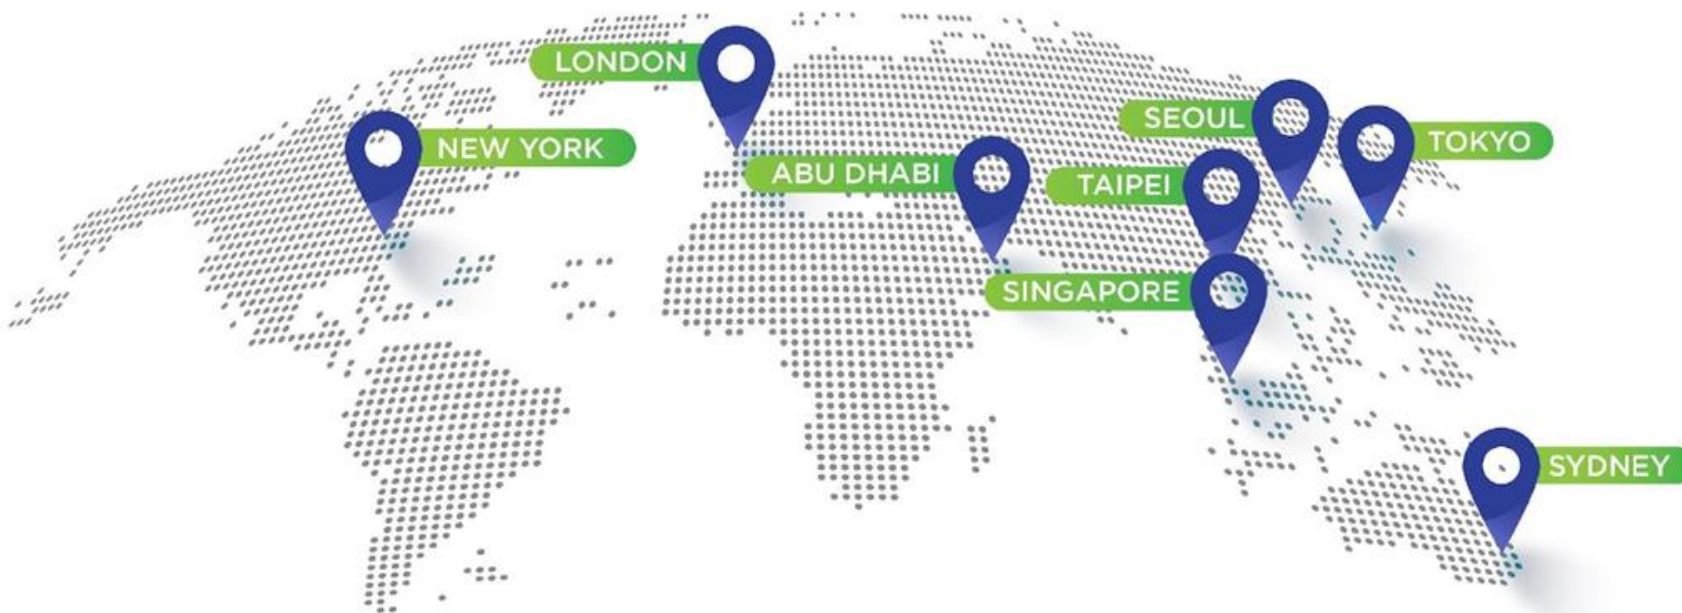 LONDON
SEOUL
NEW YORK
TOKYO
ABU DHABI
TAIPEI
SINGAPORE
SYDNEY